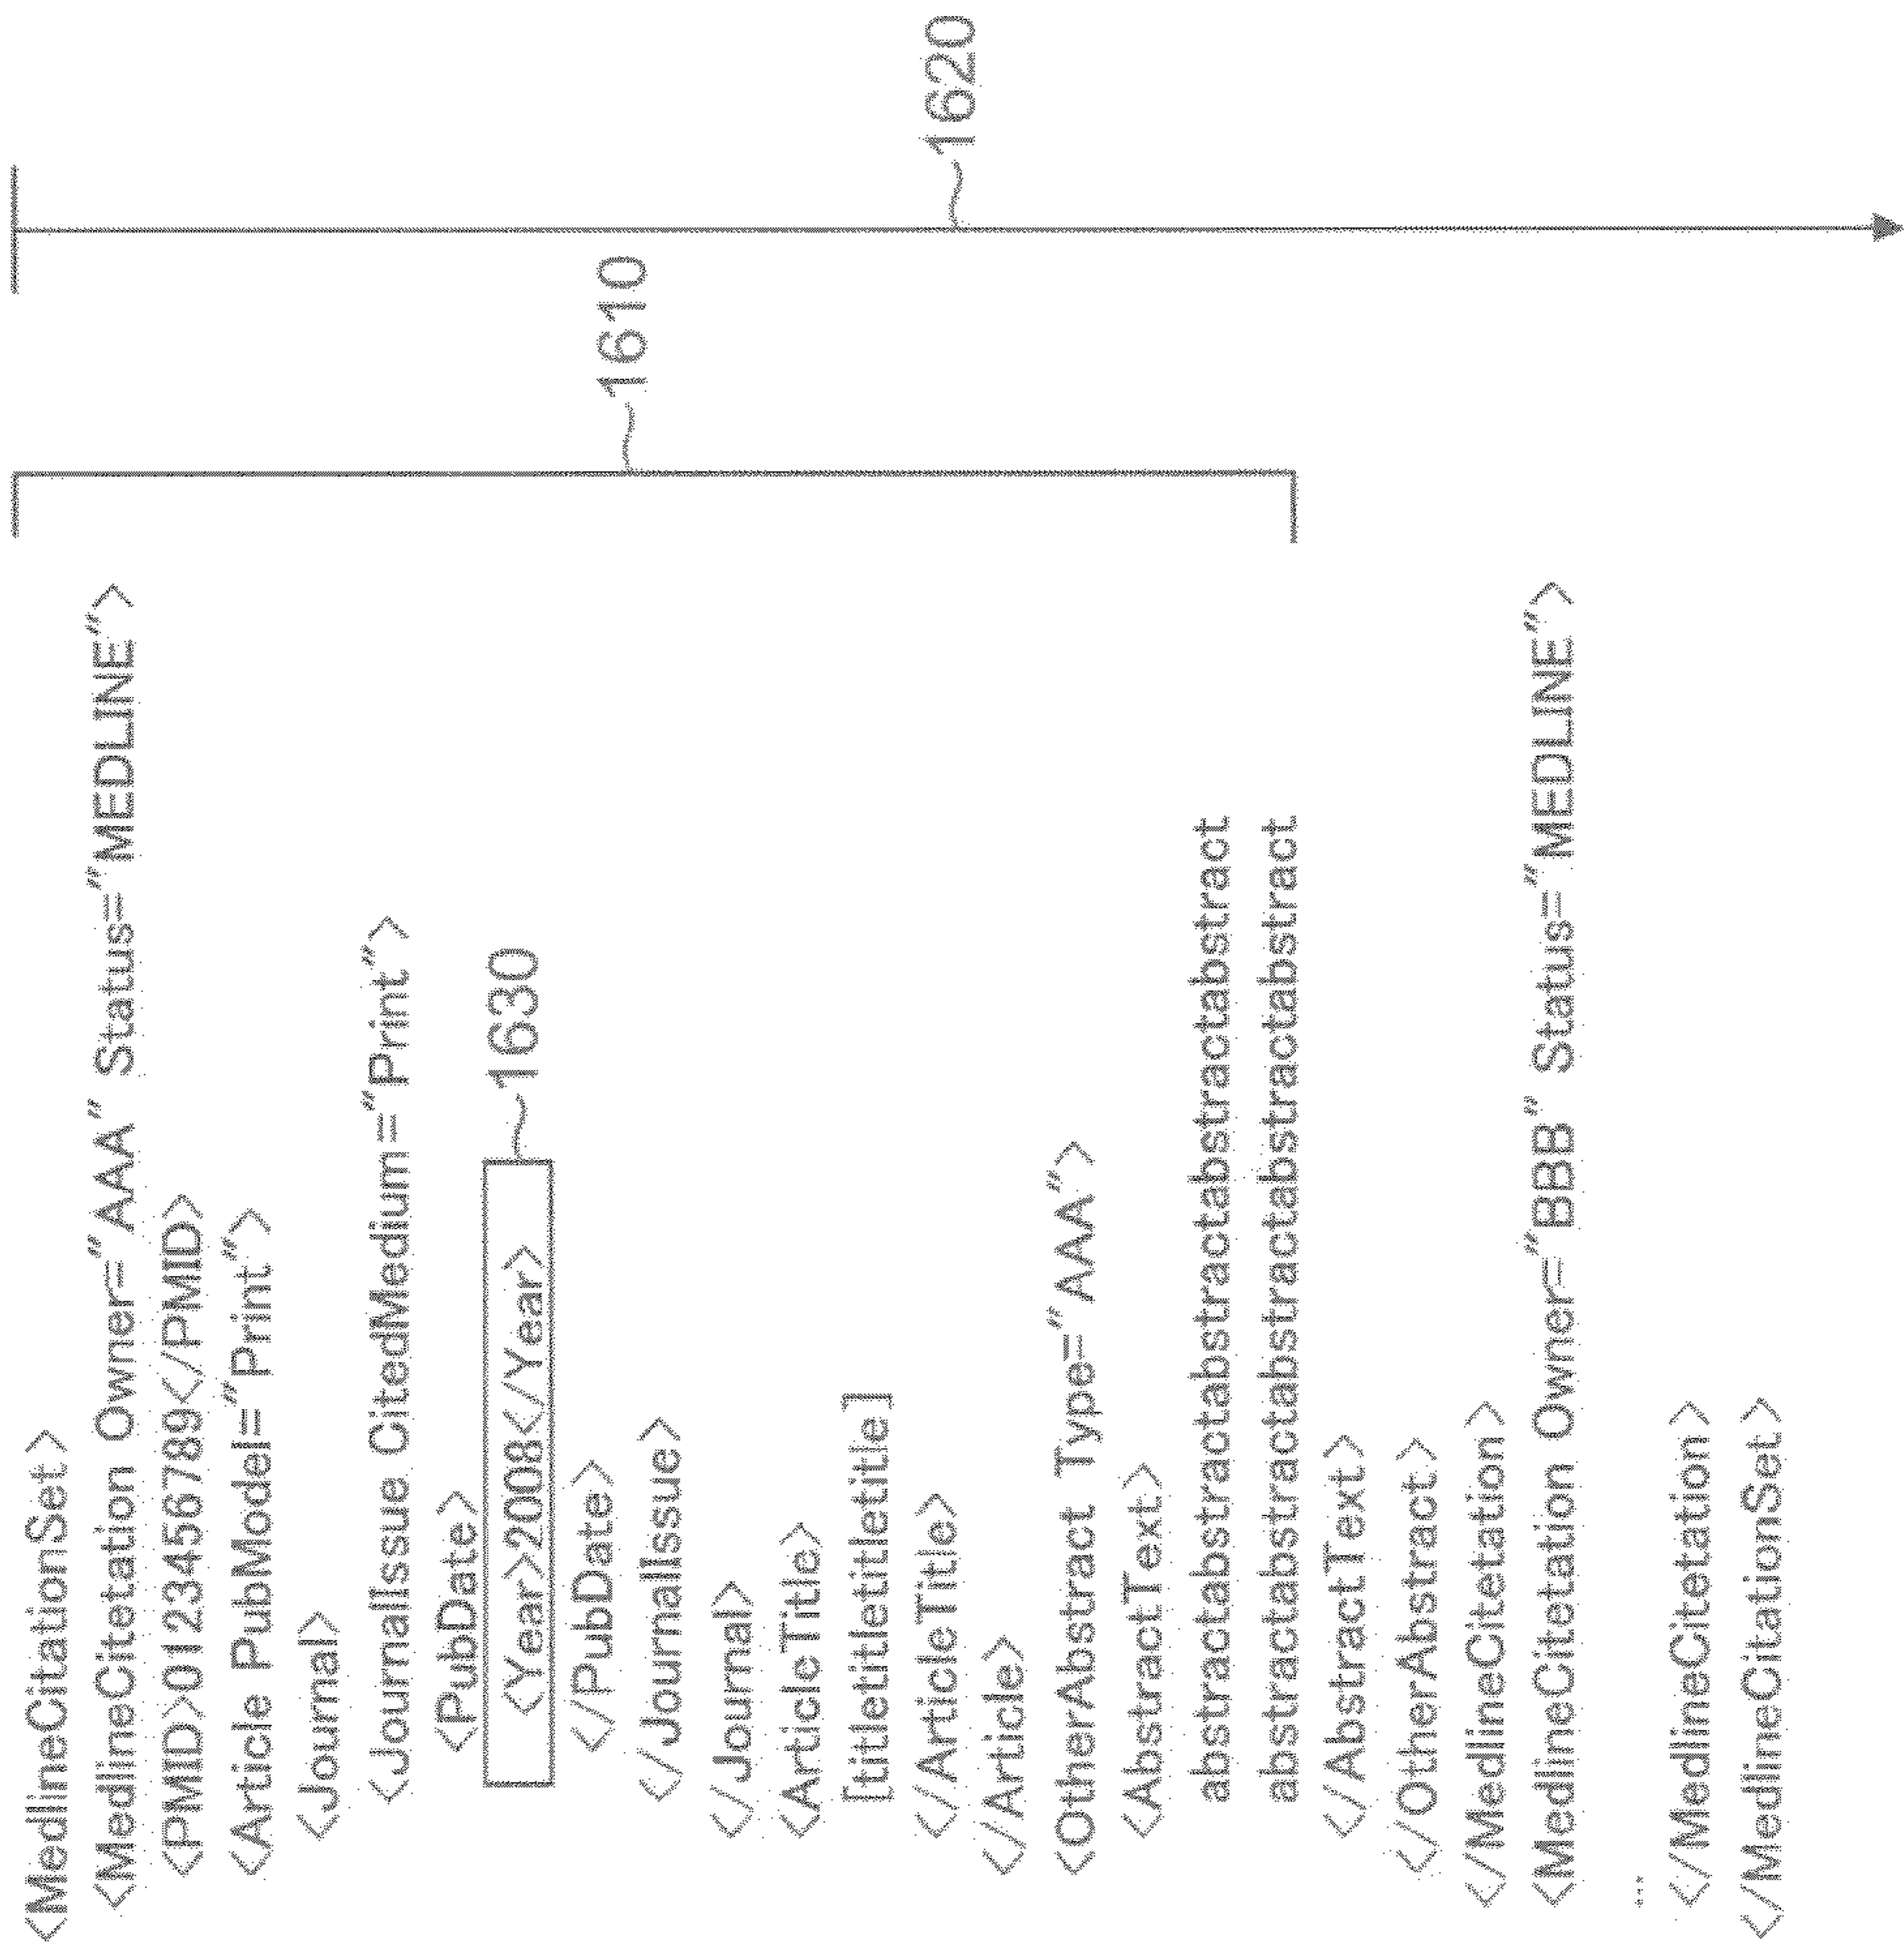 <MedlineCitationSet>
<MedlineCitetation Owner=″AAA″ Status=″MEDLINE″>
<PMID>0123456789</PMID>
<Article PubModel=″Print″>
<Journal>
<JournalIssue CitedMedium=″Print″>
<PubDate>
<Year>2008</Year>
1630
</PubDate>
</JournalIssue>
</Journal>
<ArticleTitle>
[titletitletitletitle]
</ArticleTitle>
</Article>
<OtherAbstract Type=″AAA″>
<AbstractText>
abstractabstractabstractabstractabstract
abstractabstractabstractabstractabstract
</AbstractText>
</OtherAbstract>
</MedlineCitetation>
<MedlineCitetation Owner=″BBB″ Status=″MEDLINE″>
...
</MedlineCitetation>
</MedlineCitationSet>
1610
1620